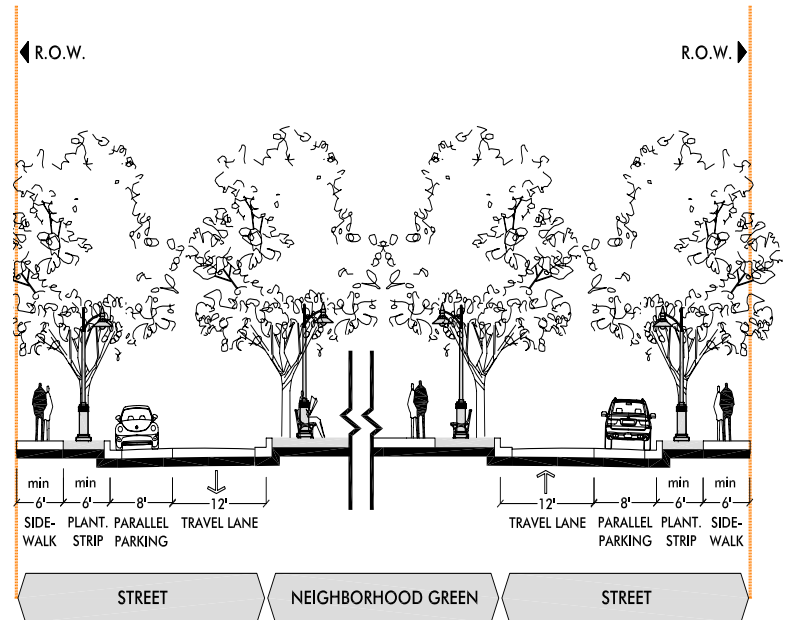 R.O.W. R.O.W.
min min min min
6' 6' 8' 12' 12' 8' 6' 6'
SIDE- PLANT. PARALLEL TRAVEL LANE TRAVEL LANE PARALLEL PLANT. SIDE-
WALK STRIP PARKING PARKING STRIP WALK
STREET NEIGHBORHOOD GREEN STREET